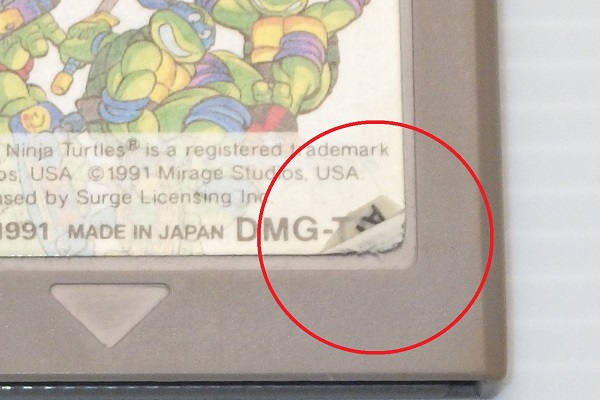 Ninja Turtles® is a registered trademark
os, USA ©1991 Mirage Studios, USA
nsed by Surge Licensing Inc
1991 MADE IN JAPAN DMG-T